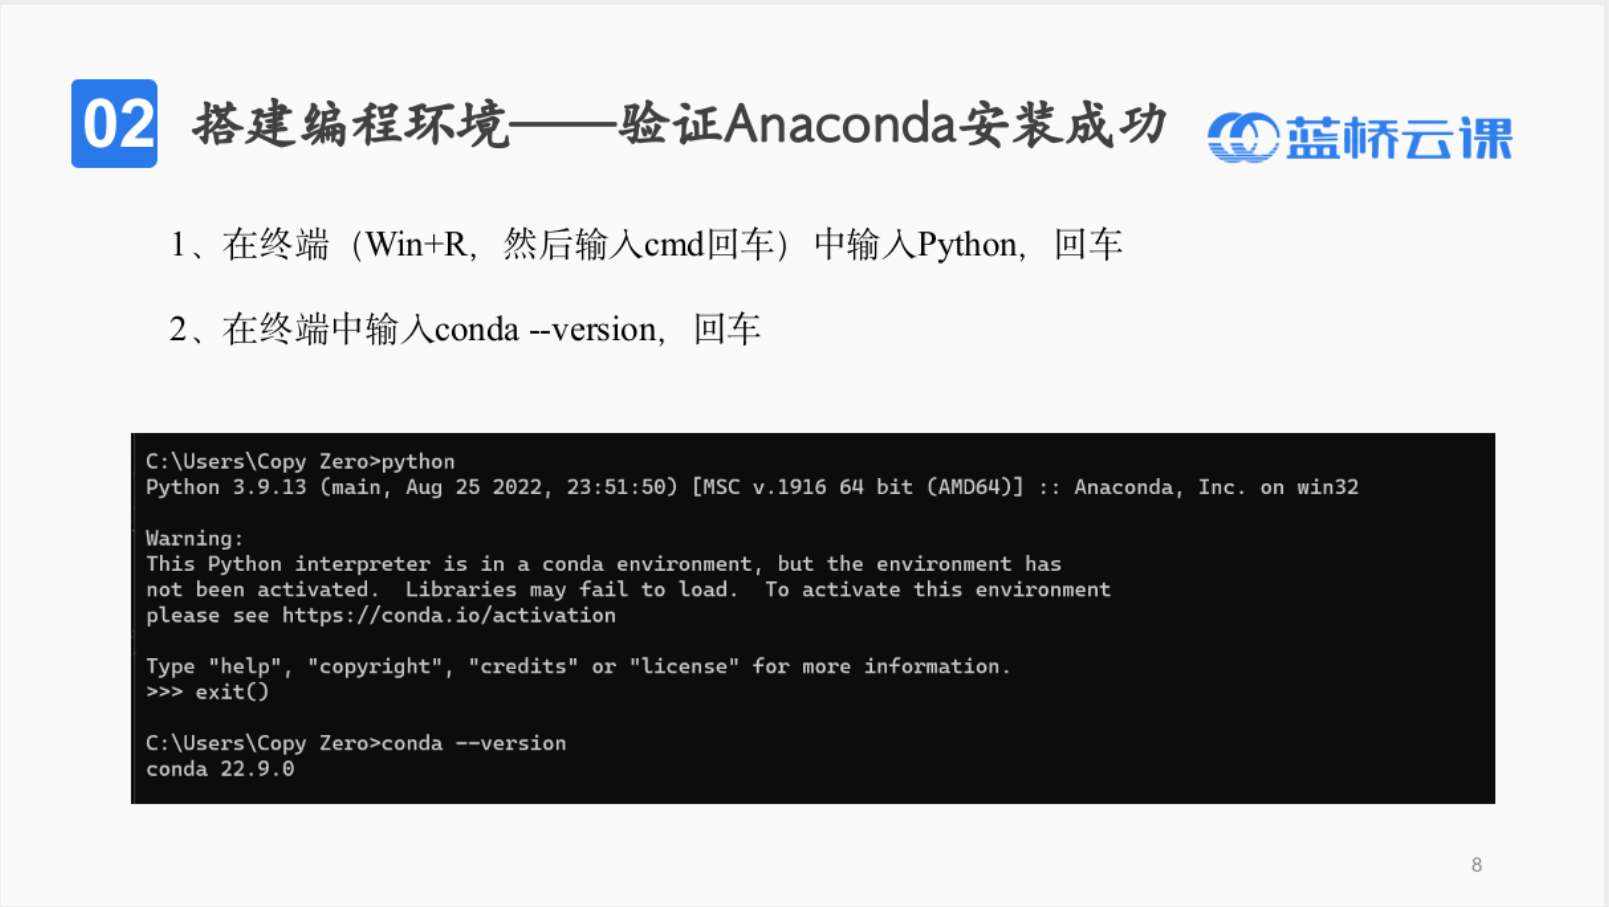 02 搭建编程环境——验证Anaconda安装成功
蓝桥云课
1、在终端（Win+R，然后输入cmd回车）中输入Python，回车
2、在终端中输入conda --version，回车
C:\Users\Copy Zero>python
Python 3.9.13 (main, Aug 25 2022, 23:51:50) [MSC v.1916 64 bit (AMD64)] :: Anaconda, Inc. on win32
Warning:
This Python interpreter is in a conda environment, but the environment has
not been activated.  Libraries may fail to load.  To activate this environment
please see https://conda.io/activation
Type "help", "copyright", "credits" or "license" for more information.
>>> exit()
C:\Users\Copy Zero>conda --version
conda 22.9.0
8